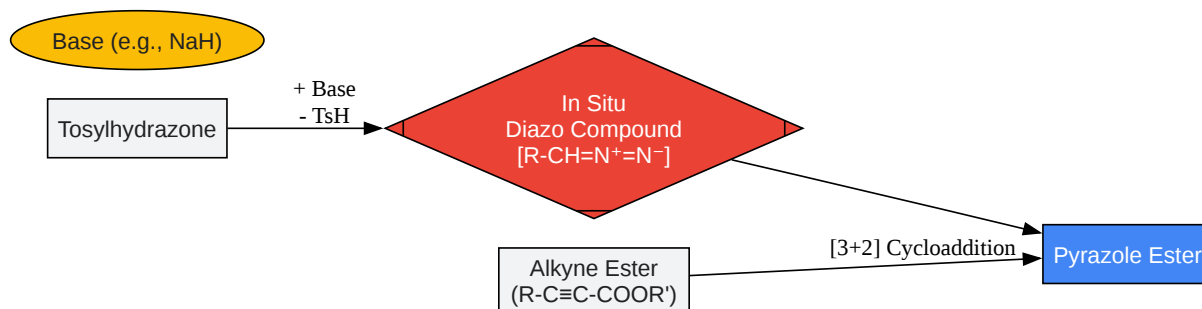 Base (e.g., NaH)
Tosylhydrazone
+ Base
- TsH
In Situ
Diazo Compound
[R-CH=N⁺=N⁻]
Alkyne Ester
(R-C≡C-COOR')
[3+2] Cycloaddition
Pyrazole Ester